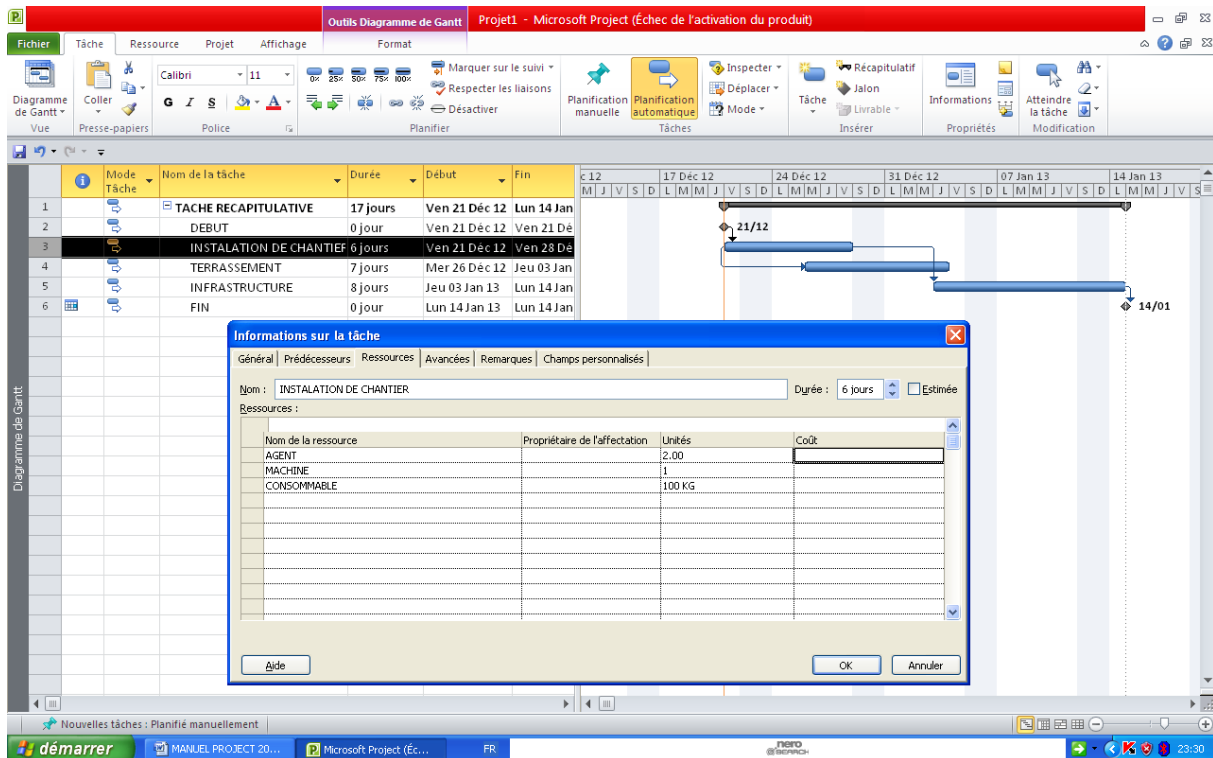 Outils Diagramme de Gantt
Projet1 - Microsoft Project (Échec de l'activation du produit)
Fichier Tâche Ressource Projet Affichage Format
Diagramme de Gantt
Vue
Coller
Presse-papiers
Calibri 11
G I S A
Police
0% 25% 50% 75% 100%
Marquer sur le suivi
Respecter les liaisons
Désactiver
Planifier
Planification manuelle
Planification automatique
Inspecter
Déplacer
Mode
Tâches
Tâche
Récapitulatif
Jalon
Livrable
Insérer
Informations
Propriétés
Atteindre la tâche
Modification
Mode Tâche Nom de la tâche Durée Début Fin
c 12 17 Déc 12 24 Déc 12 31 Déc 12 07 Jan 13 14 Jan 13
M J V S D L M M J V S D L M M J V S D L M M J V S D L M M J V S D L M M J V S
1 TACHE RECAPITULATIVE 17 jours Ven 21 Déc 12 Lun 14 Jan
2 DEBUT 0 jour Ven 21 Déc 12 Ven 21 Dé
21/12
3 INSTALATION DE CHANTIER 6 jours Ven 21 Déc 12 Ven 28 Dé
4 TERRASSEMENT 7 jours Mer 26 Déc 12 Jeu 03 Jan
5 INFRASTRUCTURE 8 jours Jeu 03 Jan 13 Lun 14 Jan
6 FIN 0 jour Lun 14 Jan 13 Lun 14 Jan
14/01
Diagramme de Gantt
Informations sur la tâche
Général Prédécesseurs Ressources Avancées Remarques Champs personnalisés
Nom : INSTALATION DE CHANTIER Durée : 6 jours Estimée
Ressources :
Nom de la ressource Propriétaire de l'affectation Unités Coût
AGENT 2.00
MACHINE 1
CONSOMMABLE 100 KG
Aide OK Annuler
Nouvelles tâches : Planifié manuellement
démarrer MANUEL PROJECT 20... Microsoft Project (Éc... FR nero SEARCH 23:30